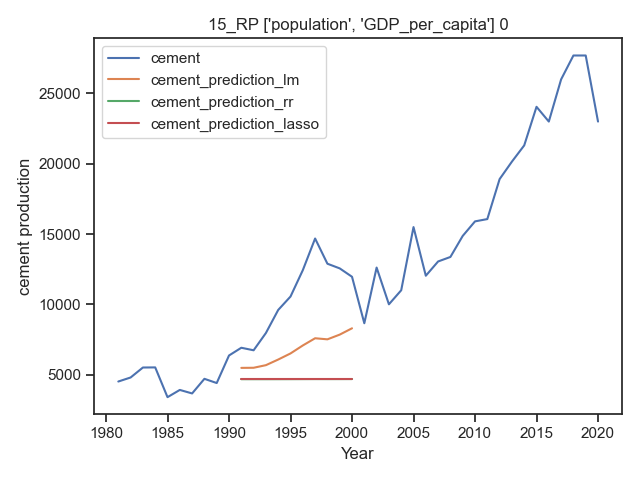 15_RP ['population', 'GDP_per_capita'] 0
cement
cement_prediction_lm
cement_prediction_rr
cement_prediction_lasso
25000
20000
15000
10000
5000
cement production
1980 1985 1990 1995 2000 2005 2010 2015 2020
Year